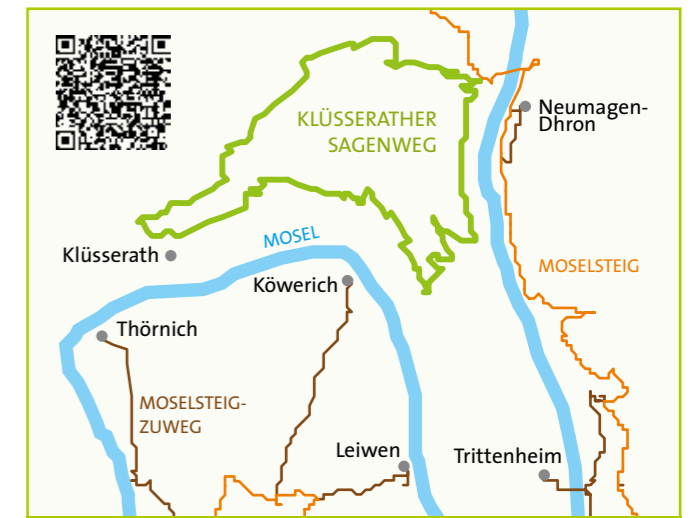 KLÜSSERATHER
SAGENWEG
Neumagen-
Dhron
MOSEL
Klüsserath
MOSELSTEIG
Köwerich
Thörnich
MOSELSTEIG-
ZUWEG
Leiwen
Trittenheim